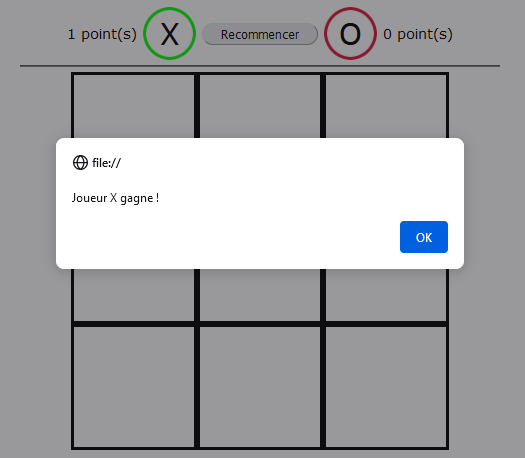 1 point(s) X Recommencer O 0 point(s)
file://
Joueur X gagne !
OK